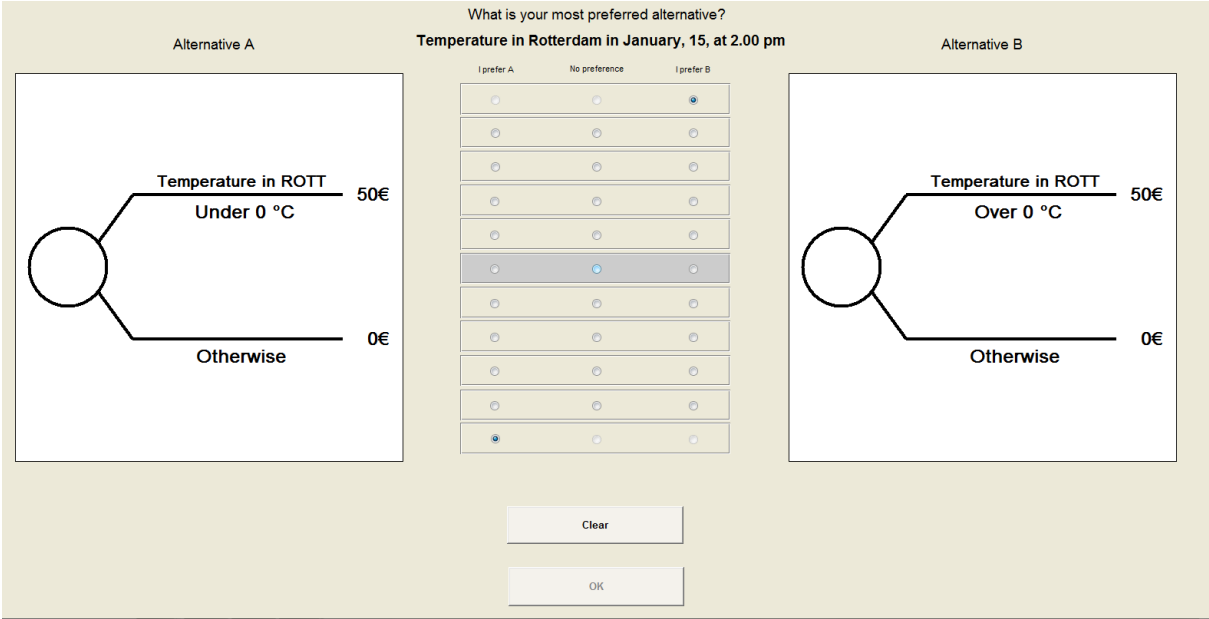 What is your most preferred alternative?
Alternative A
Temperature in Rotterdam in January, 15, at 2.00 pm
Alternative B
I prefer A
No preference
I prefer B
Temperature in ROTT
50€
Under 0 °C
0€
Otherwise
Temperature in ROTT
50€
Over 0 °C
0€
Otherwise
Clear
OK